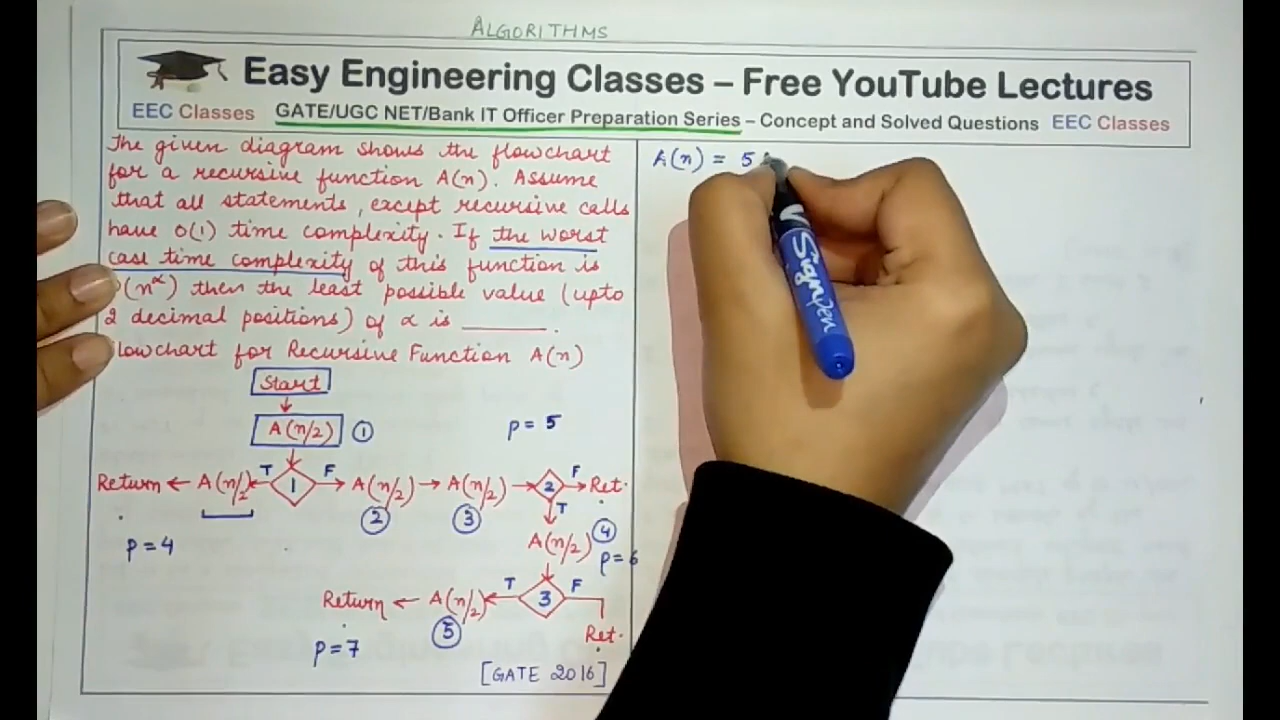 ALGORITHMS
Easy Engineering Classes – Free YouTube Lectures
EEC Classes GATE/UGC NET/Bank IT Officer Preparation Series – Concept and Solved Questions EEC Classes
The given diagram shows the flowchart
for a recursive function A(n). Assume
that all statements, except recursive calls
have O(1) time complexity. If the worst
case time complexity of this function is
(n^α) then the least possible value (upto
2 decimal positions) of α is ______.
lowchart for Recursive Function A(n)
Start
A(n/2) ①
p = 5
Return ← A(n/2) ← T 1 F → A(n/2) → A(n/2) → 2 F → Ret.
② ③ T
p = 4
A(n/2) ④
p = 6
Return ← A(n/2) ← T 3 F
⑤ Ret.
p = 7
[GATE 2016]
A(n) = 5
Sign Pen